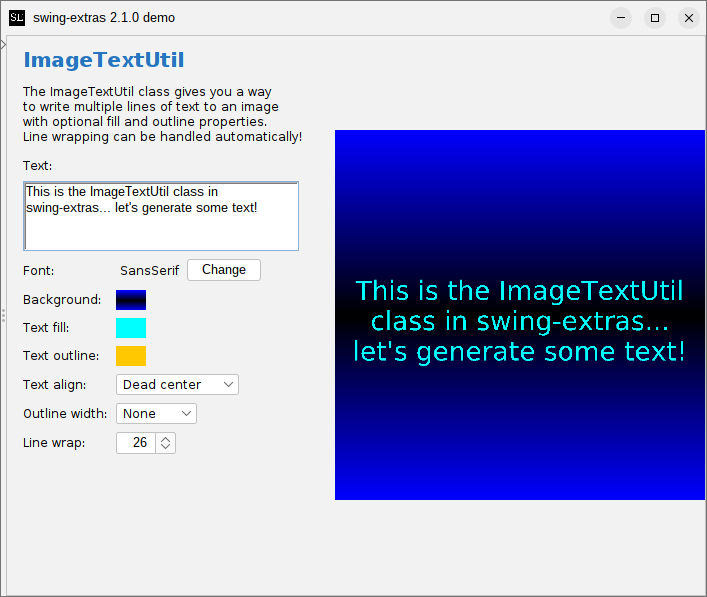 SL
swing-extras 2.1.0 demo
ImageTextUtil
The ImageTextUtil class gives you a way
to write multiple lines of text to an image
with optional fill and outline properties.
Line wrapping can be handled automatically!
Text:
This is the ImageTextUtil class in
swing-extras... let's generate some text!
Font: SansSerif Change
Background:
Text fill:
Text outline:
Text align: Dead center
Outline width: None
Line wrap: 26
This is the ImageTextUtil
class in swing-extras...
let's generate some text!